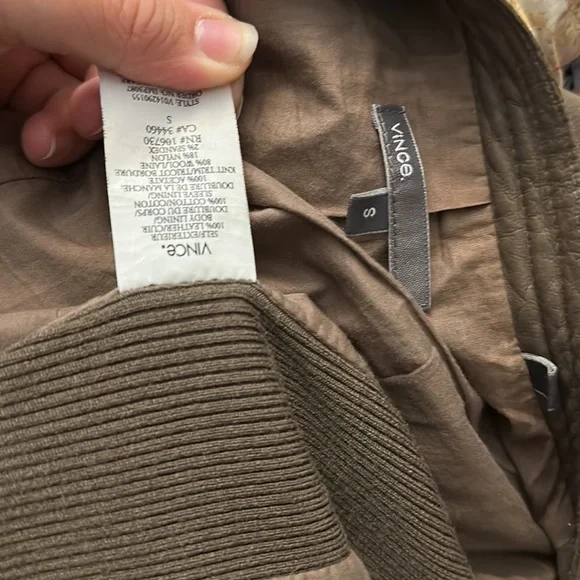 VINCE.
SELF/EXTERIEUR
100% LEATHER/CUIR
BODY LINING/
DOUBLURE DU CORPS/
100% COTTON/COTON
SLEEVE LINING/
DOUBLURE DE LA MANCHE
100% ACETATE
KNIT TRIM/TRICOT BORDURE
80% WOOL/LAINE
18% NYLON
2% SPANDEX
RN# 106730
CA# 34460
S
STYLE V014290155
VINCE.
S